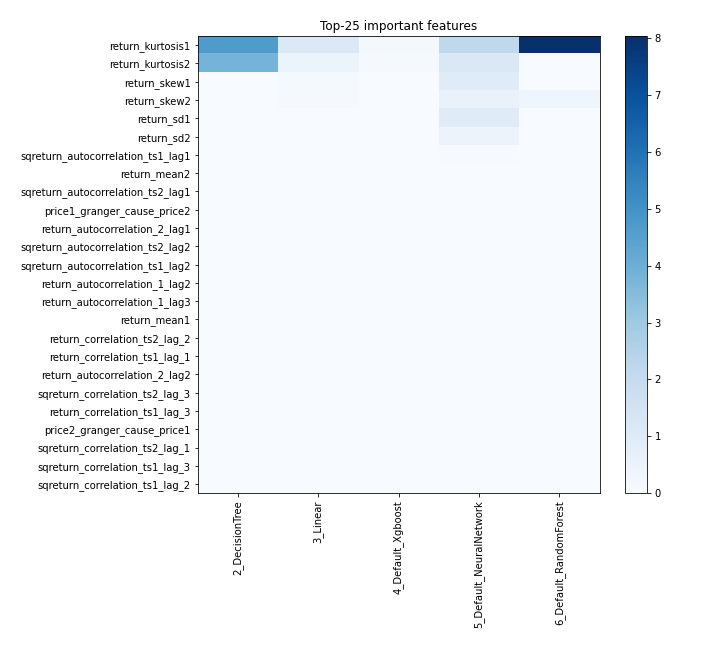 Top-25 important features
return_kurtosis1
return_kurtosis2
return_skew1
return_skew2
return_sd1
return_sd2
sqreturn_autocorrelation_ts1_lag1
return_mean2
sqreturn_autocorrelation_ts2_lag1
price1_granger_cause_price2
return_autocorrelation_2_lag1
sqreturn_autocorrelation_ts2_lag2
sqreturn_autocorrelation_ts1_lag2
return_autocorrelation_1_lag2
return_autocorrelation_1_lag3
return_mean1
return_correlation_ts2_lag_2
return_correlation_ts1_lag_1
return_autocorrelation_2_lag2
sqreturn_correlation_ts2_lag_3
return_correlation_ts1_lag_3
price2_granger_cause_price1
sqreturn_correlation_ts2_lag_1
sqreturn_correlation_ts1_lag_3
sqreturn_correlation_ts1_lag_2
2_DecisionTree
3_Linear
4_Default_Xgboost
5_Default_NeuralNetwork
6_Default_RandomForest
8
7
6
5
4
3
2
1
0